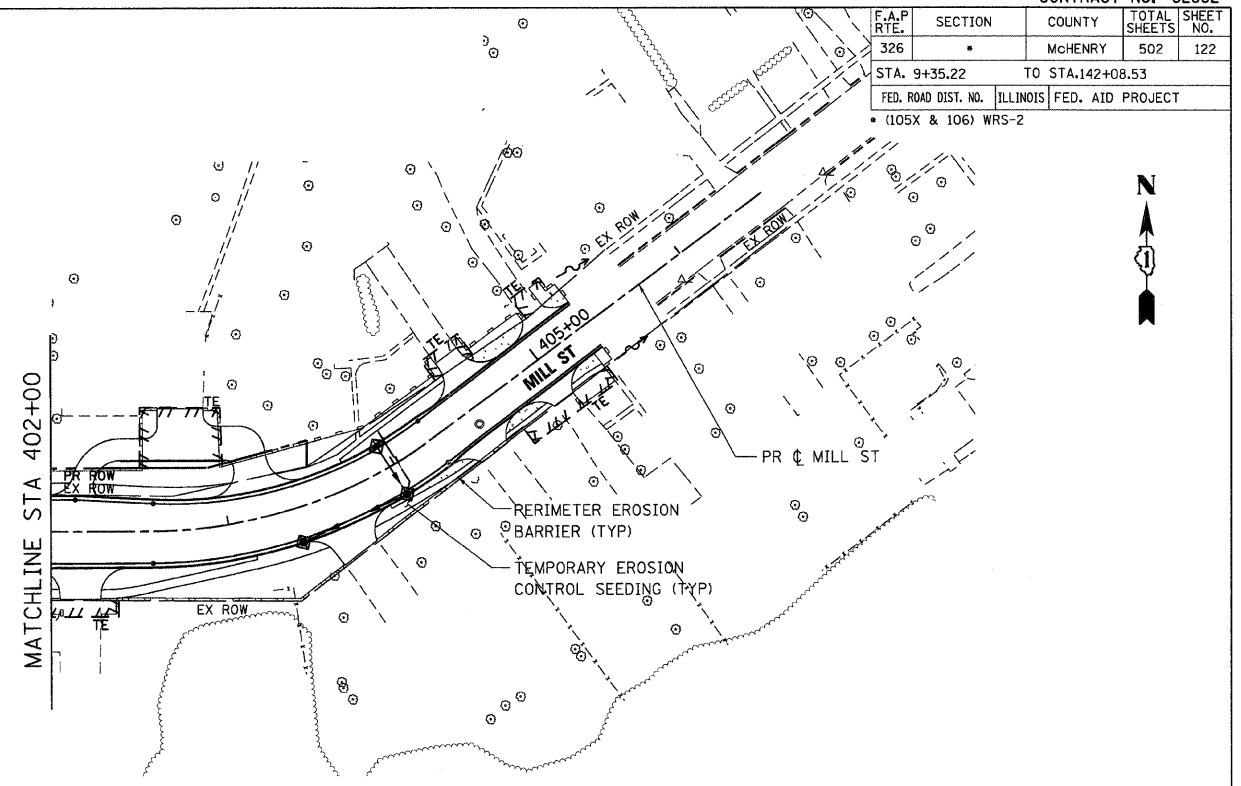 F.A.P RTE. SECTION COUNTY TOTAL SHEETS SHEET NO.
326 * McHENRY 502 122
STA. 9+35.22 TO STA.142+08.53
FED. ROAD DIST. NO. ILLINOIS FED. AID PROJECT
* (105X & 106) WRS-2
N
1
EX ROW
EX ROW
TE
TE
405+00
MILL ST
TE
TE
PR ROW
EX ROW
PR ℄ MILL ST
PERIMETER EROSION
BARRIER (TYP)
TEMPORARY EROSION
CONTROL SEEDING (TYP)
EX ROW
TE
MATCHLINE STA 402+00